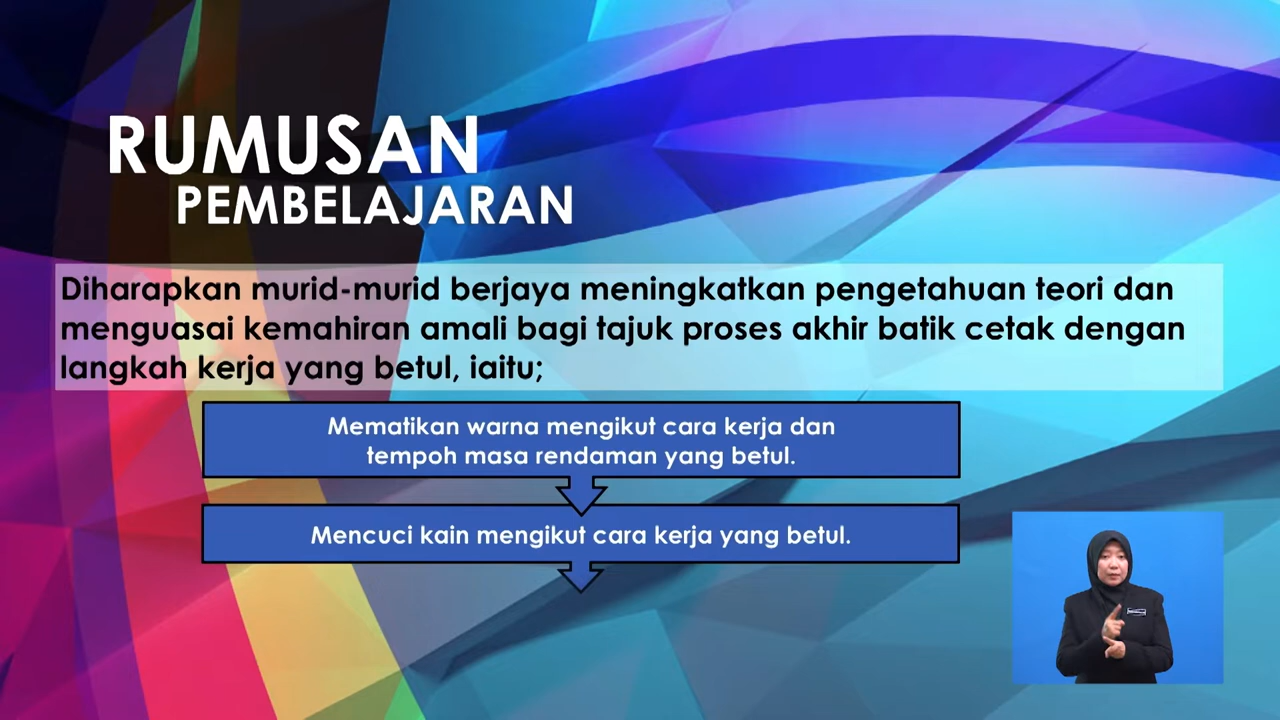 RUMUSAN
PEMBELAJARAN
Diharapkan murid-murid berjaya meningkatkan pengetahuan teori dan
menguasai kemahiran amali bagi tajuk proses akhir batik cetak dengan
langkah kerja yang betul, iaitu;
Mematikan warna mengikut cara kerja dan
tempoh masa rendaman yang betul.
Mencuci kain mengikut cara kerja yang betul.